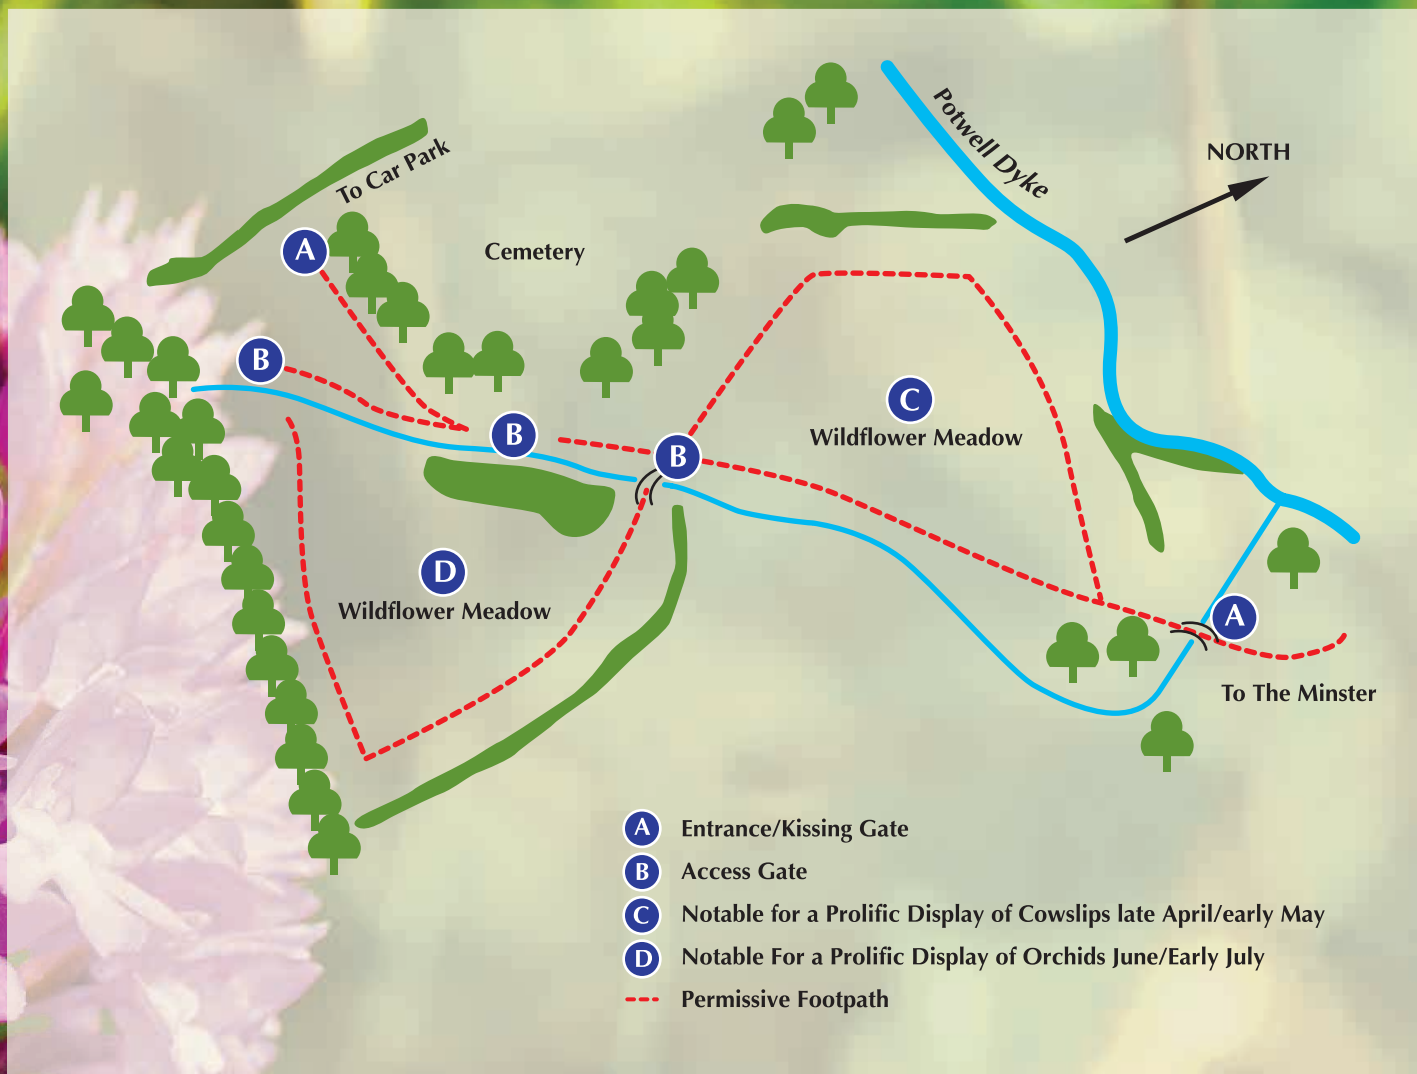 Potwell Dyke
NORTH
To Car Park
A
Cemetery
B
B
B
C
Wildflower Meadow
D
Wildflower Meadow
A
To The Minster
A Entrance/Kissing Gate
B Access Gate
C Notable for a Prolific Display of Cowslips late April/early May
D Notable For a Prolific Display of Orchids June/Early July
Permissive Footpath